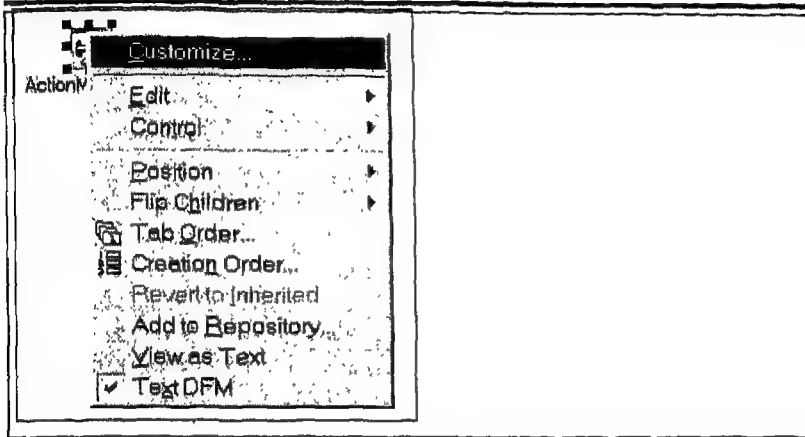 Customize...
ActionM
Edit
Control
Position
Flip Children
Tab Order...
Creation Order...
Revert to Inherited
Add to Repository...
View as Text
Text DFM